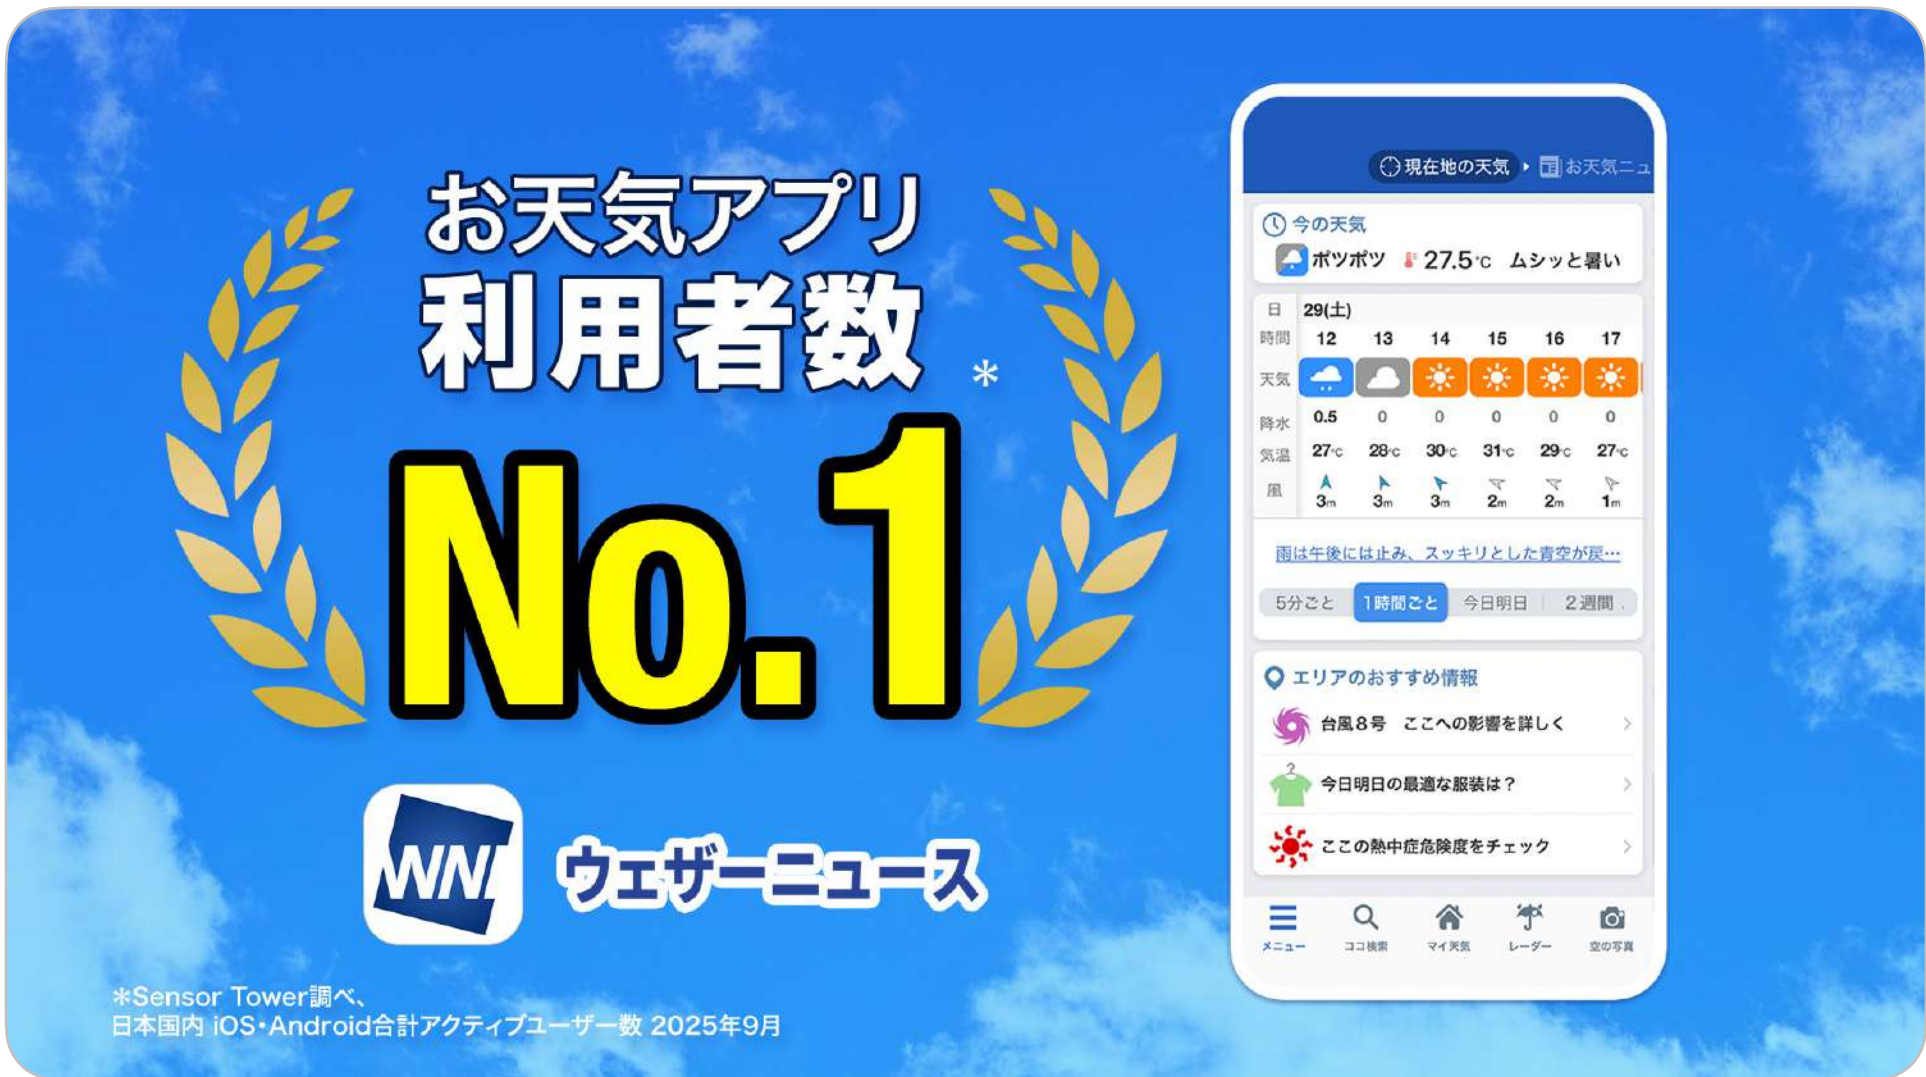 お天気アプリ
利用者数
*
No.1
WNI
ウェザーニュース
*Sensor Tower調べ、
日本国内 iOS・Android合計アクティブユーザー数 2025年9月
現在地の天気 お天気ニュ
今の天気
ポツポツ 27.5℃ ムシッと暑い
日 29(土)
時間 12 13 14 15 16 17
天気
降水 0.5 0 0 0 0 0
気温 27℃ 28℃ 30℃ 31℃ 29℃ 27℃
風 3m 3m 3m 2m 2m 1m
雨は午後には止み、スッキリとした青空が戻…
5分ごと 1時間ごと 今日明日 2週間
エリアのおすすめ情報
台風8号 ここへの影響を詳しく
今日明日の最適な服装は？
ここの熱中症危険度をチェック
メニュー ココ検索 マイ天気 レーダー 空の写真